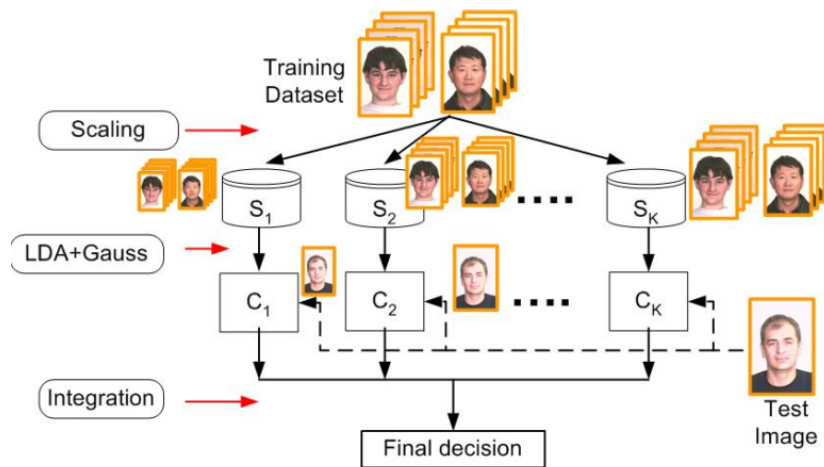 Training
Dataset
Scaling
S1
S2
SK
LDA+Gauss
C1
C2
CK
Integration
Test
Image
Final decision